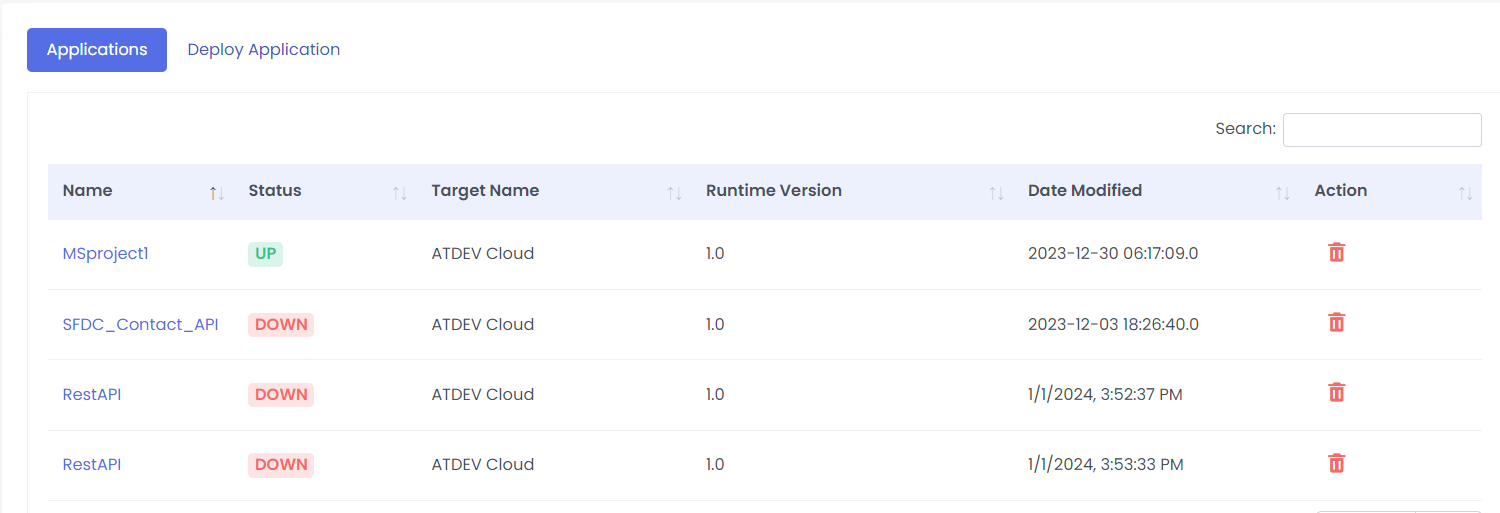 Applications Deploy Application
Search:
Name Status Target Name Runtime Version Date Modified Action
MSproject1 UP ATDEV Cloud 1.0 2023-12-30 06:17:09.0
SFDC_Contact_API DOWN ATDEV Cloud 1.0 2023-12-03 18:26:40.0
RestAPI DOWN ATDEV Cloud 1.0 1/1/2024, 3:52:37 PM
RestAPI DOWN ATDEV Cloud 1.0 1/1/2024, 3:53:33 PM